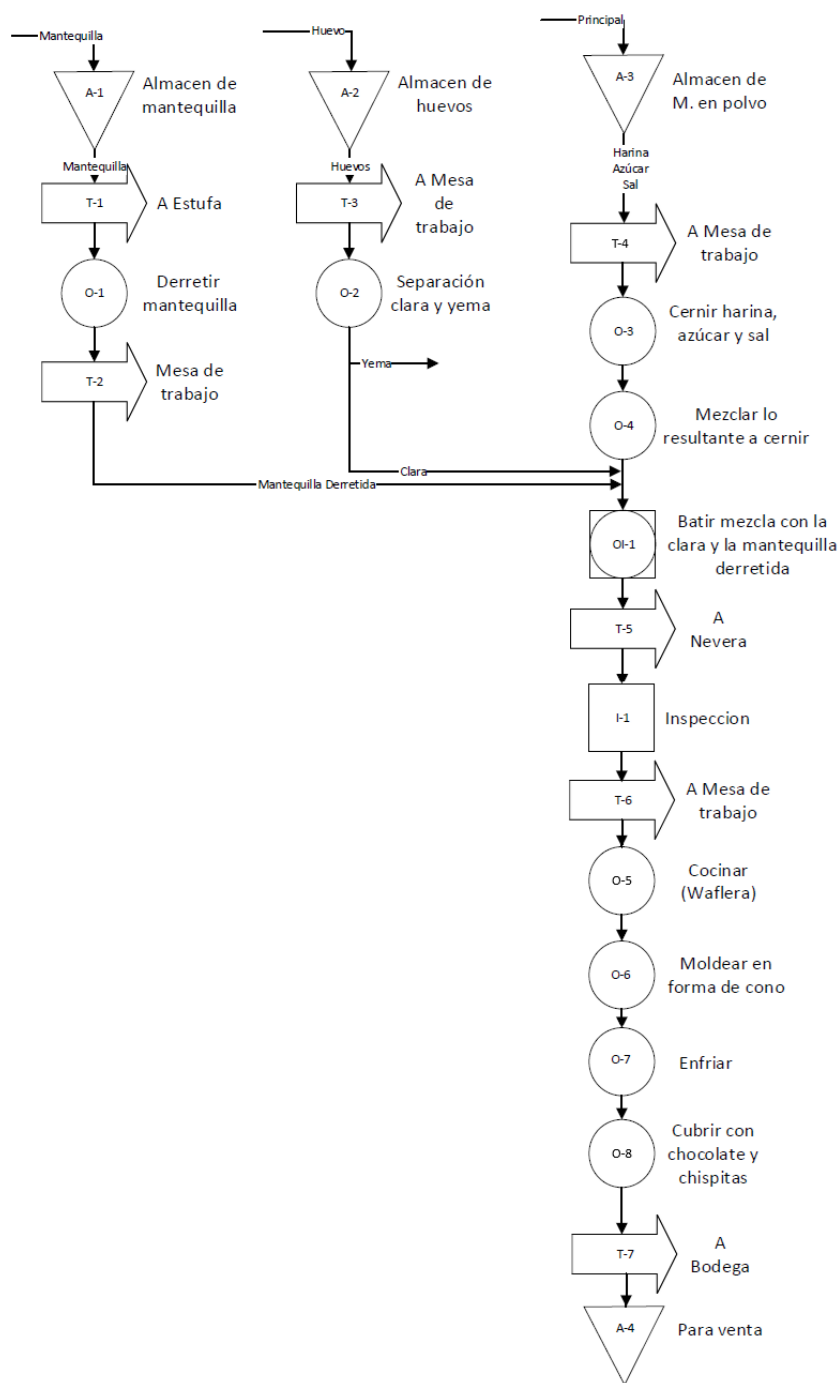 Mantequilla
A-1
Almacen de
mantequilla
Mantequilla
T-1
A Estufa
O-1
Derretir
mantequilla
T-2
Mesa de
trabajo
Mantequilla Derretida
Huevo
A-2
Almacen de
huevos
Huevos
T-3
A Mesa
de
trabajo
O-2
Separación
clara y yema
Yema
Clara
Principal
A-3
Almacen de
M. en polvo
Harina
Azúcar
Sal
T-4
A Mesa de
trabajo
O-3
Cernir harina,
azúcar y sal
O-4
Mezclar lo
resultante a cernir
OI-1
Batir mezcla con la
clara y la mantequilla
derretida
T-5
A
Nevera
I-1
Inspeccion
T-6
A Mesa de
trabajo
O-5
Cocinar
(Waflera)
O-6
Moldear en
forma de cono
O-7
Enfriar
O-8
Cubrir con
chocolate y
chispitas
T-7
A
Bodega
A-4
Para venta